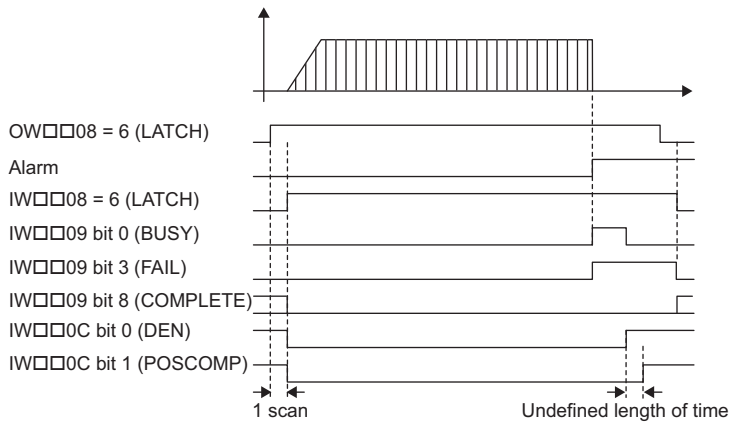 OW□□08 = 6 (LATCH)
Alarm
IW□□08 = 6 (LATCH)
IW□□09 bit 0 (BUSY)
IW□□09 bit 3 (FAIL)
IW□□09 bit 8 (COMPLETE)
IW□□0C bit 0 (DEN)
IW□□0C bit 1 (POSCOMP)
1 scan
Undefined length of time